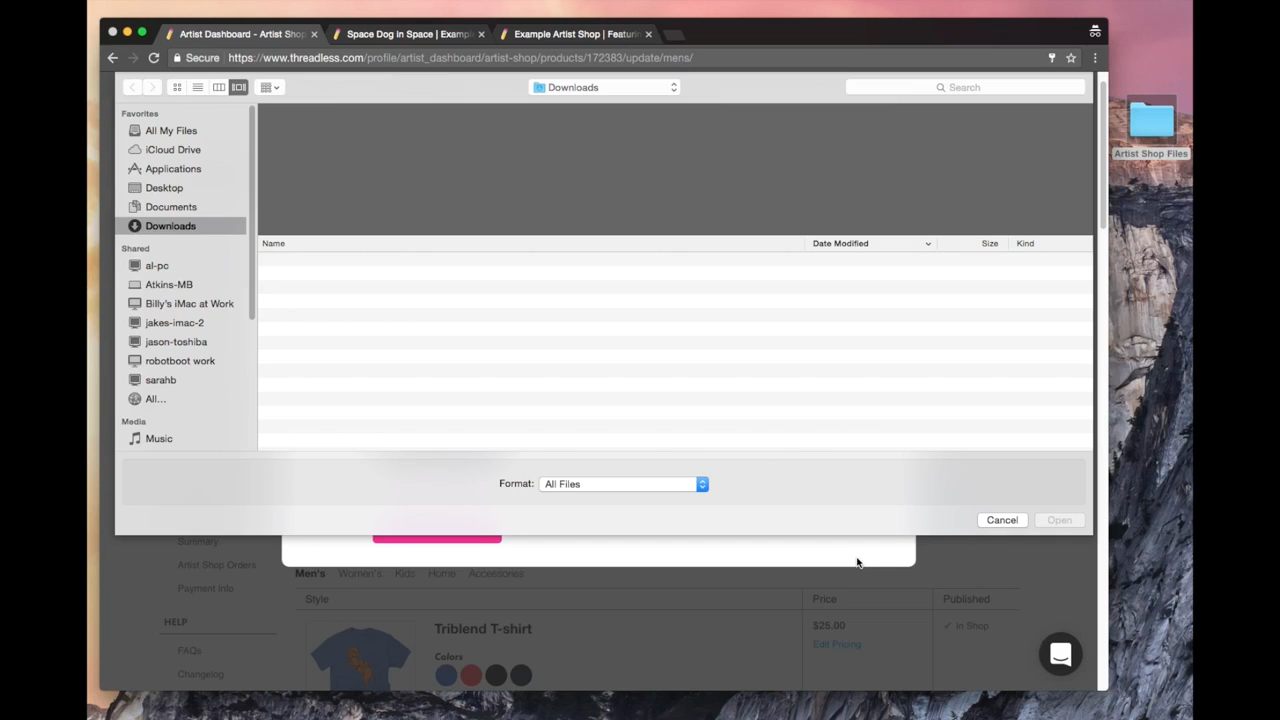 Artist Dashboard - Artist Shop
Space Dog in Space | Exampl
Example Artist Shop | Featurin
Secure https://www.threadless.com/profile/artist_dashboard/artist-shop/products/172383/update/mens/
Downloads
Search
Artist Shop Files
Favorites
All My Files
iCloud Drive
Applications
Desktop
Documents
Downloads
Shared
al-pc
Atkins-MB
Billy's iMac at Work
jakes-imac-2
jason-toshiba
robotboot work
sarahb
All...
Media
Music
Name Date Modified Size Kind
Format: All Files
Cancel Open
Summary
Artist Shop Orders
Payment Info
HELP
FAQs
Changelog
Men's Women's Kids Home Accessories
Style Price Published
Triblend T-shirt $25.00 ✓ In Shop
Edit Pricing
Colors